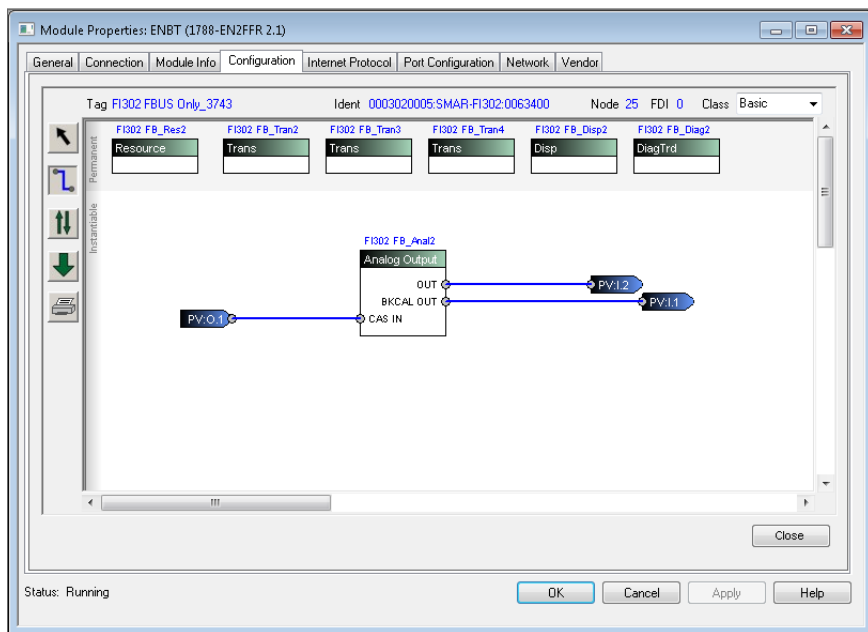 Module Properties: ENBT (1788-EN2FFR 2.1)
General Connection Module Info Configuration Internet Protocol Port Configuration Network Vendor
Tag FI302 FBUS Only_3743 Ident 0003020005:SMAR-FI302:0063400 Node 25 FDI 0 Class Basic
FI302 FB_Res2 FI302 FB_Tran2 FI302 FB_Tran3 FI302 FB_Tran4 FI302 FB_Disp2 FI302 FB_Diag2
Resource Trans Trans Trans Disp DiagTrd
Permanent
Instantiable
FI302 FB_Anal2
Analog Output
OUT PV:I.2
BKCAL OUT PV:I.1
PV:O.1 CAS IN
Close
Status: Running OK Cancel Apply Help